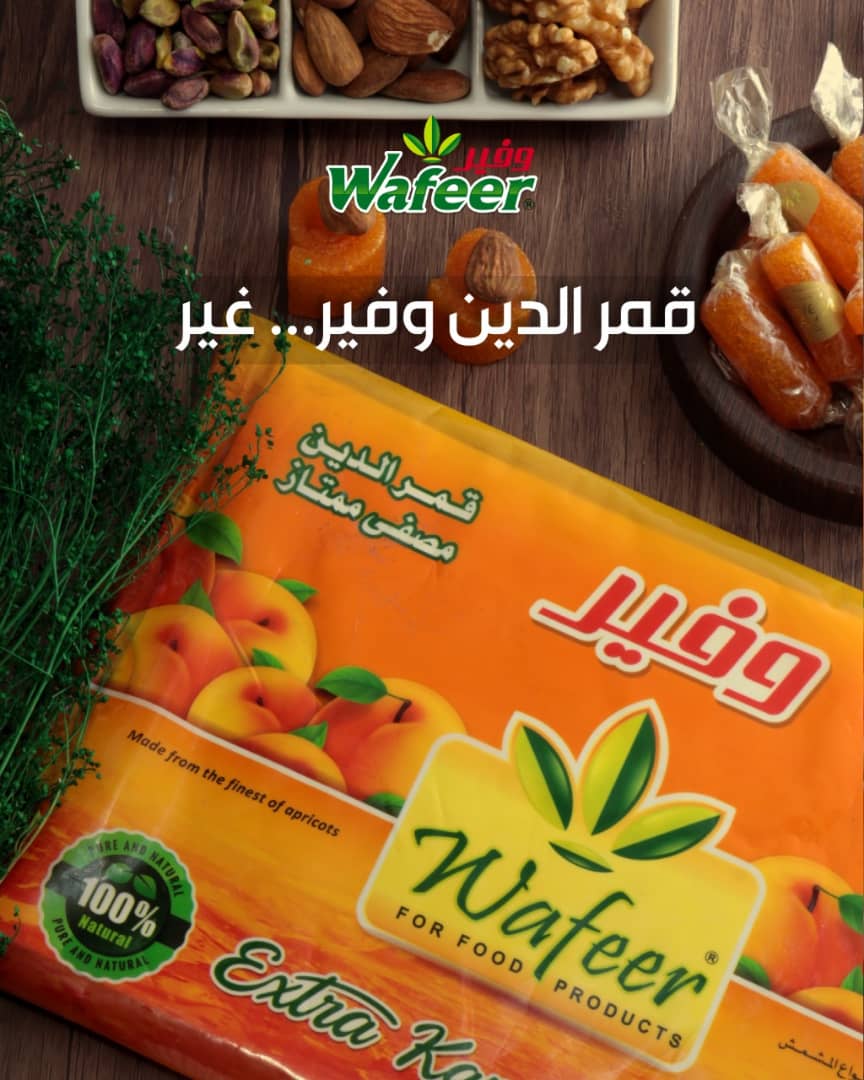 وفير
Wafeer®
قمر الدين وفير... غير
قمر الدين
مصفى ممتاز
وفير
Made from the finest of apricots
PURE AND NATURAL
100%
Natural
PURE AND NATURAL
Wafeer®
FOR FOOD PRODUCTS
Extra